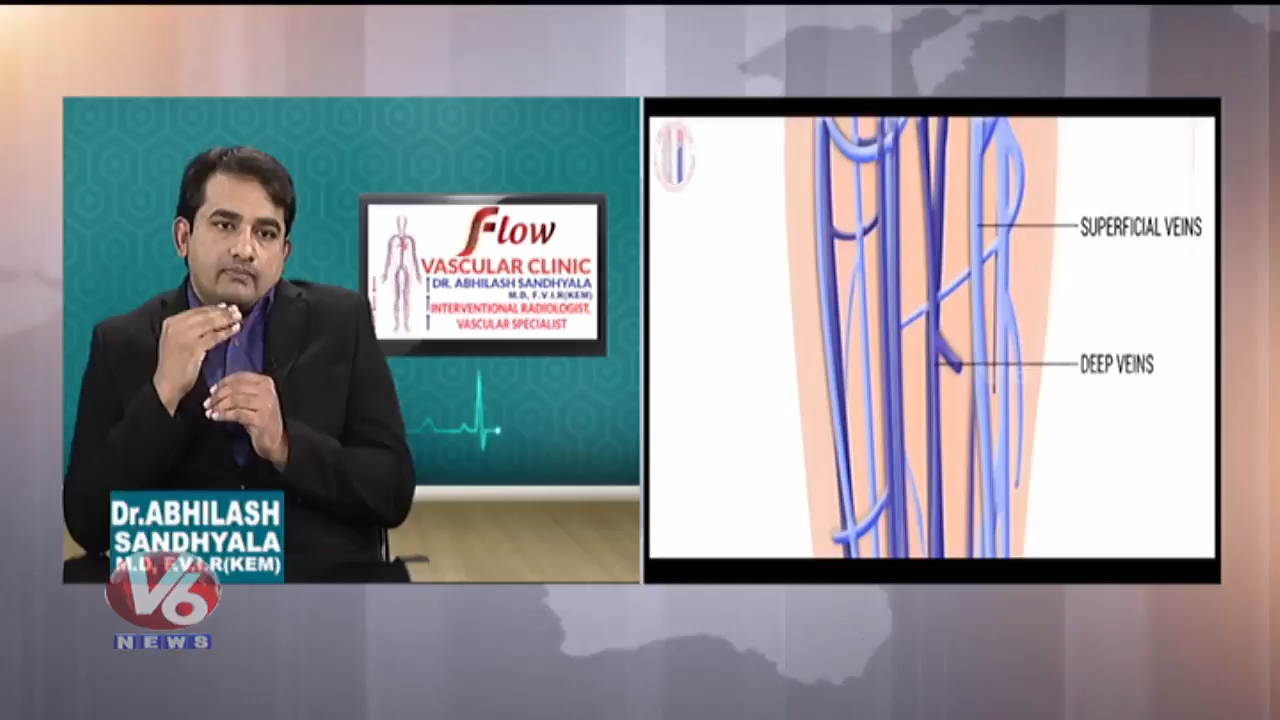 Flow
VASCULAR CLINIC
DR. ABHILASH SANDHYALA
M.D, F.V.I.R(KEM)
INTERVENTIONAL RADIOLOGIST,
VASCULAR SPECIALIST
SUPERFICIAL VEINS
DEEP VEINS
Dr.ABHILASH
SANDHYALA
M.D, F.V.I.R(KEM)
V6
NEWS